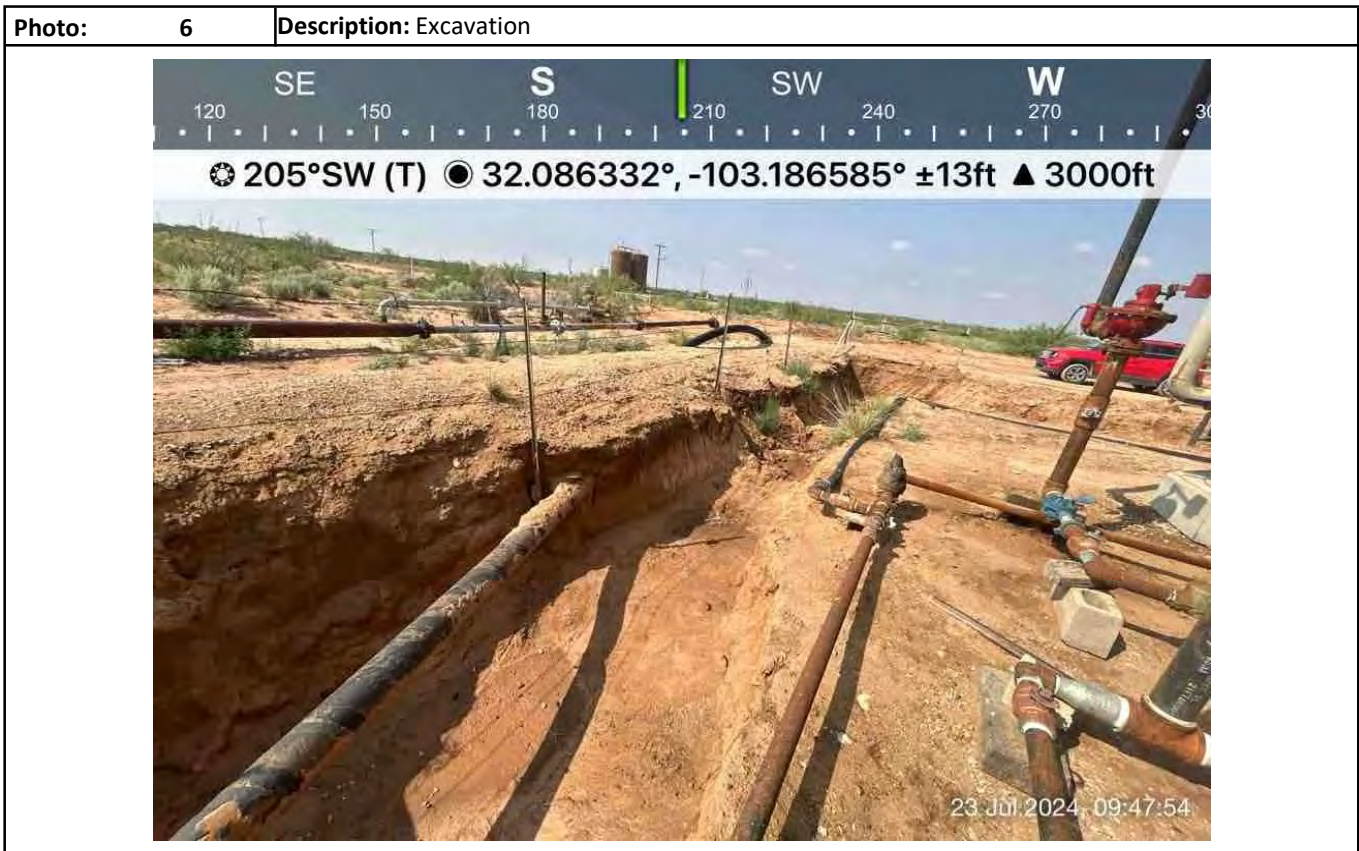 Photo: 6 Description: Excavation
SE S SW W
120 150 180 210 240 270
205°SW (T) 32.086332°, -103.186585° ±13ft ▲ 3000ft
23 Jul 2024, 09:47:54